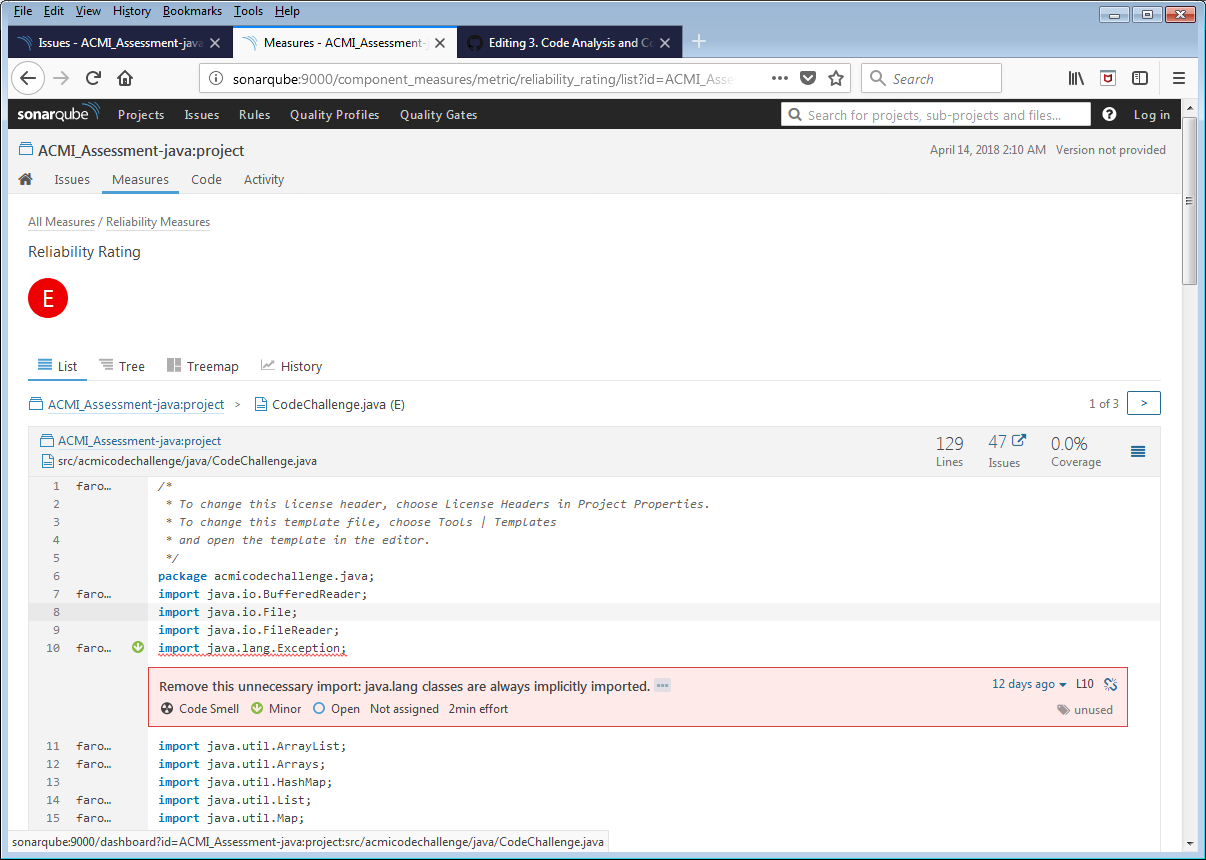 File Edit View History Bookmarks Tools Help
Issues - ACMI_Assessment-java
Measures - ACMI_Assessment-
Editing 3. Code Analysis and Co
sonarqube:9000/component_measures/metric/reliability_rating/list?id=ACMI_Asse
Search
sonarqube Projects Issues Rules Quality Profiles Quality Gates
Search for projects, sub-projects and files...
? Log in
ACMI_Assessment-java:project
April 14, 2018 2:10 AM Version not provided
Issues Measures Code Activity
All Measures / Reliability Measures
Reliability Rating
E
List Tree Treemap History
ACMI_Assessment-java:project > CodeChallenge.java (E)
1 of 3 >
ACMI_Assessment-java:project
src/acmicodechallenge/java/CodeChallenge.java
129 47 0.0%
Lines Issues Coverage
1 faro… /*
2 * To change this license header, choose License Headers in Project Properties.
3 * To change this template file, choose Tools | Templates
4 * and open the template in the editor.
5 */
6 package acmicodechallenge.java;
7 faro… import java.io.BufferedReader;
8 import java.io.File;
9 import java.io.FileReader;
10 faro… import java.lang.Exception;
Remove this unnecessary import: java.lang classes are always implicitly imported. ...
12 days ago L10
Code Smell Minor Open Not assigned 2min effort
unused
11 faro… import java.util.ArrayList;
12 faro… import java.util.Arrays;
13 import java.util.HashMap;
14 faro… import java.util.List;
15 faro… import java.util.Map;
sonarqube:9000/dashboard?id=ACMI_Assessment-java:project:src/acmicodechallenge/java/CodeChallenge.java